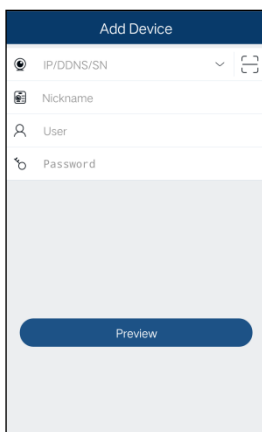 Add Device
IP/DDNS/SN
Nickname
User
Password
Preview